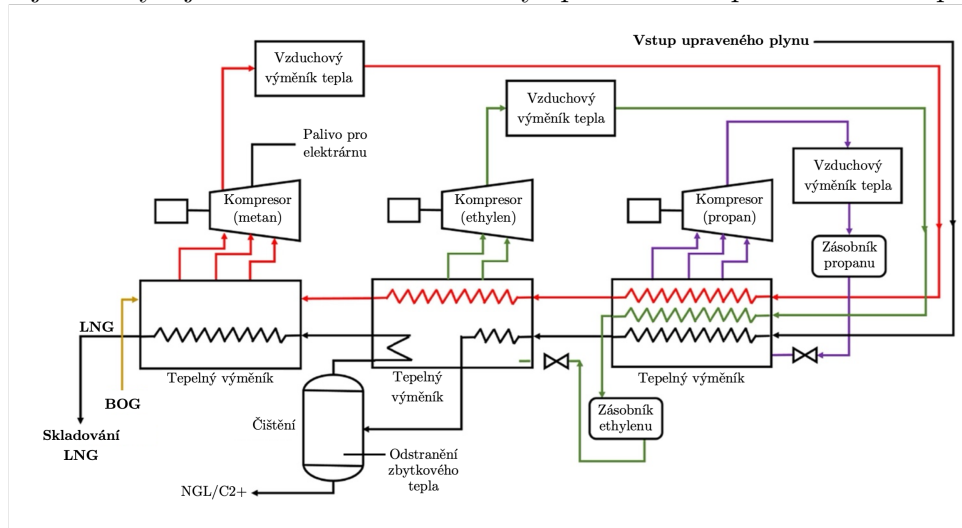 Vstup upraveného plynu
Vzduchový
výměník tepla
Vzduchový
výměník tepla
Palivo pro
elektrárnu
Vzduchový
výměník tepla
Kompresor
(metan)
Kompresor
(ethylen)
Kompresor
(propan)
Zásobník
propanu
LNG
Tepelný výměník
Tepelný
výměník
Tepelný výměník
BOG
Skladování
LNG
Čištění
Zásobník
ethylenu
Odstranění
zbytkového
tepla
NGL/C2+